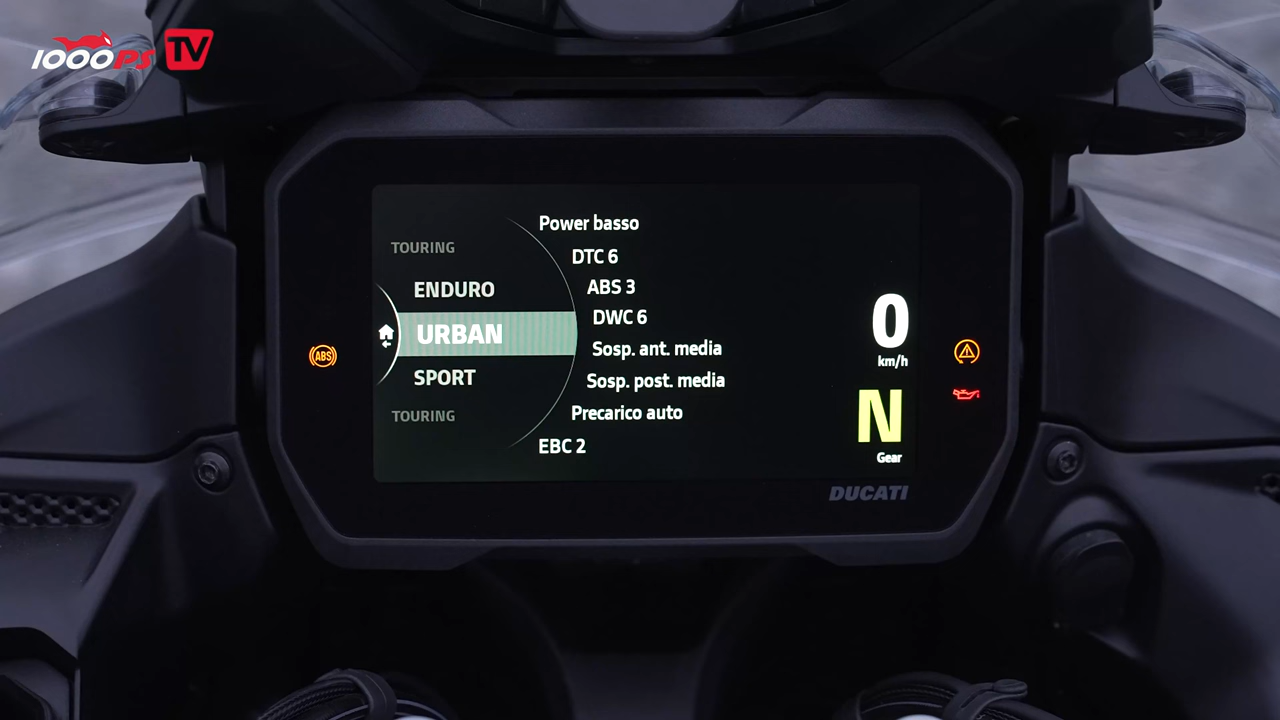 1000PS TV
Power basso
TOURING
DTC 6
ENDURO
ABS 3
DWC 6
URBAN
Sosp. ant. media
SPORT
Sosp. post. media
TOURING
Precarico auto
EBC 2
0
km/h
N
Gear
ABS
DUCATI